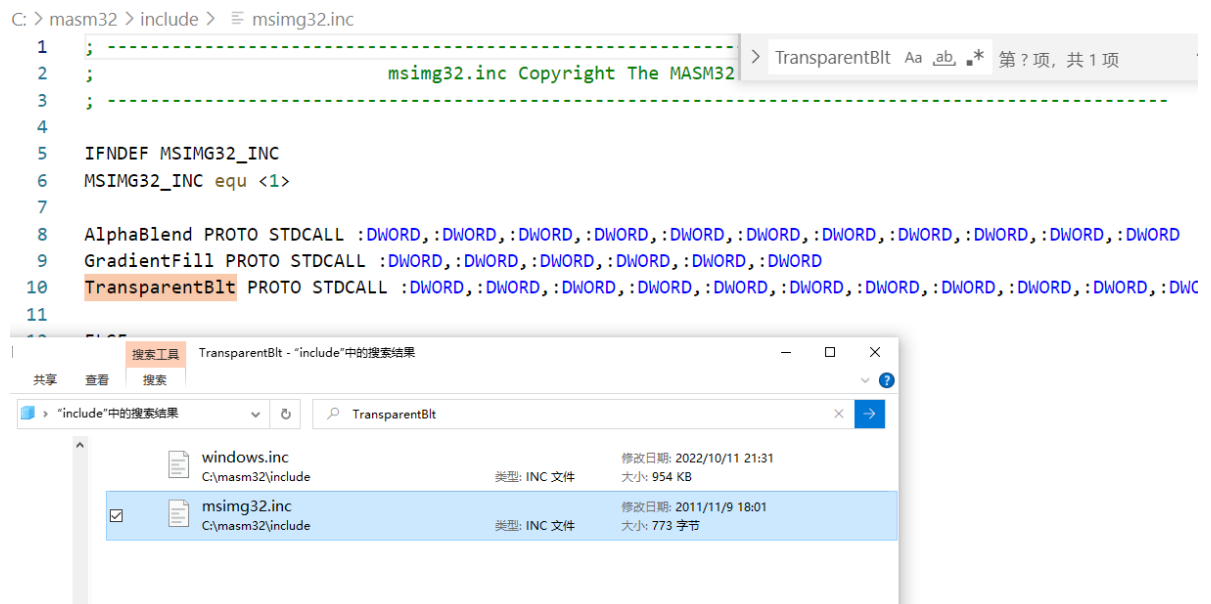 C: > masm32 > include > msimg32.inc
1 ; -----------------------------------------------------------
> TransparentBlt Aa ab, .* 第 ? 项，共 1 项
2 ; msimg32.inc Copyright The MASM32
3 ; ----------------------------------------------------------------------------------------------------
4
5 IFNDEF MSIMG32_INC
6 MSIMG32_INC equ <1>
7
8 AlphaBlend PROTO STDCALL :DWORD,:DWORD,:DWORD,:DWORD,:DWORD,:DWORD,:DWORD,:DWORD,:DWORD,:DWORD,:DWORD
9 GradientFill PROTO STDCALL :DWORD,:DWORD,:DWORD,:DWORD,:DWORD,:DWORD
10 TransparentBlt PROTO STDCALL :DWORD,:DWORD,:DWORD,:DWORD,:DWORD,:DWORD,:DWORD,:DWORD,:DWORD,:DWORD,:DWO
11
搜索工具 TransparentBlt - "include"中的搜索结果
共享 查看 搜索
"include"中的搜索结果 TransparentBlt
windows.inc 修改日期: 2022/10/11 21:31
C:\masm32\include 类型: INC 文件 大小: 954 KB
msimg32.inc 修改日期: 2011/11/9 18:01
C:\masm32\include 类型: INC 文件 大小: 773 字节